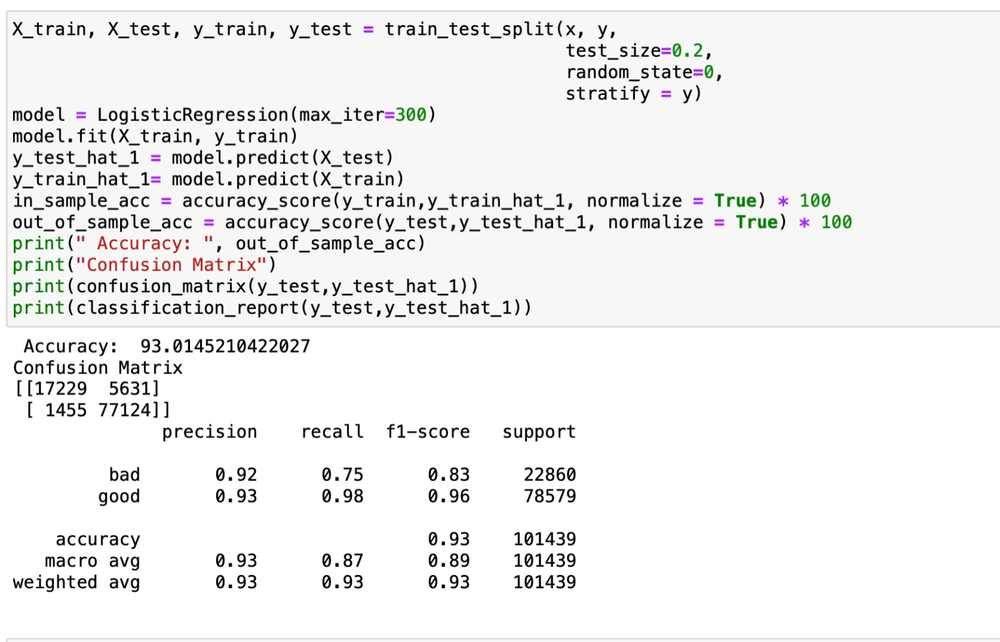 X_train, X_test, y_train, y_test = train_test_split(x, y,
test_size=0.2,
random_state=0,
stratify = y)
model = LogisticRegression(max_iter=300)
model.fit(X_train, y_train)
y_test_hat_1 = model.predict(X_test)
y_train_hat_1= model.predict(X_train)
in_sample_acc = accuracy_score(y_train,y_train_hat_1, normalize = True) * 100
out_of_sample_acc = accuracy_score(y_test,y_test_hat_1, normalize = True) * 100
print(" Accuracy: ", out_of_sample_acc)
print("Confusion Matrix")
print(confusion_matrix(y_test,y_test_hat_1))
print(classification_report(y_test,y_test_hat_1))
Accuracy:  93.0145210422027
Confusion Matrix
[[17229  5631]
[ 1455 77124]]
precision recall f1-score support
bad 0.92 0.75 0.83 22860
good 0.93 0.98 0.96 78579
accuracy 0.93 101439
macro avg 0.93 0.87 0.89 101439
weighted avg 0.93 0.93 0.93 101439